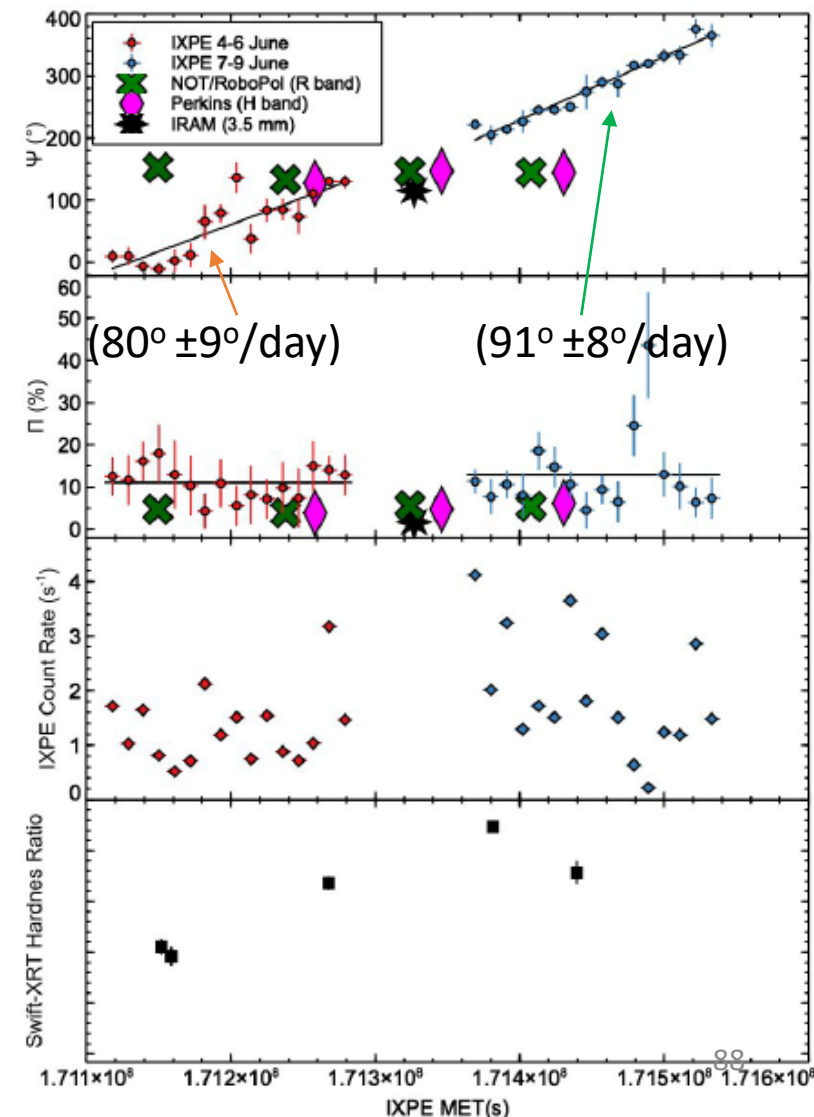 400
300
200
100
0
Ψ (°)
IXPE 4-6 June
IXPE 7-9 June
NOT/RoboPol (R band)
Perkins (H band)
IRAM (3.5 mm)
60
50
40
30
20
10
0
Π (%)
(80° ±9°/day)
(91° ±8°/day)
4
3
2
1
0
IXPE Count Rate (s⁻¹)
Swift-XRT Hardnes Ratio
1.7111×10⁸ 1.712×10⁸ 1.713×10⁸ 1.714×10⁸ 1.715×10⁸ 1.716×10⁸
IXPE MET(s)